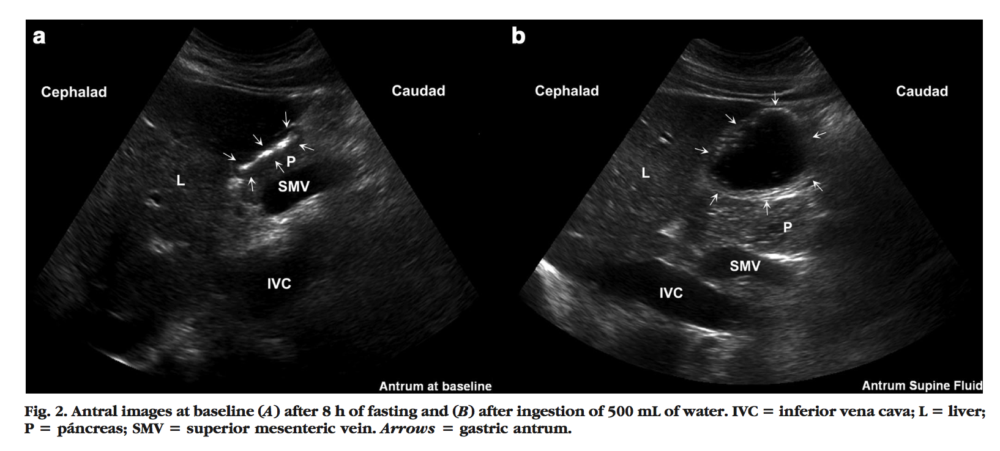 a
Cephalad
Caudad
L
P
SMV
IVC
Antrum at baseline
b
Cephalad
Caudad
L
P
SMV
IVC
Antrum Supine Fluid
Fig. 2. Antral images at baseline (A) after 8 h of fasting and (B) after ingestion of 500 mL of water. IVC = inferior vena cava; L = liver;
P = páncreas; SMV = superior mesenteric vein. Arrows = gastric antrum.